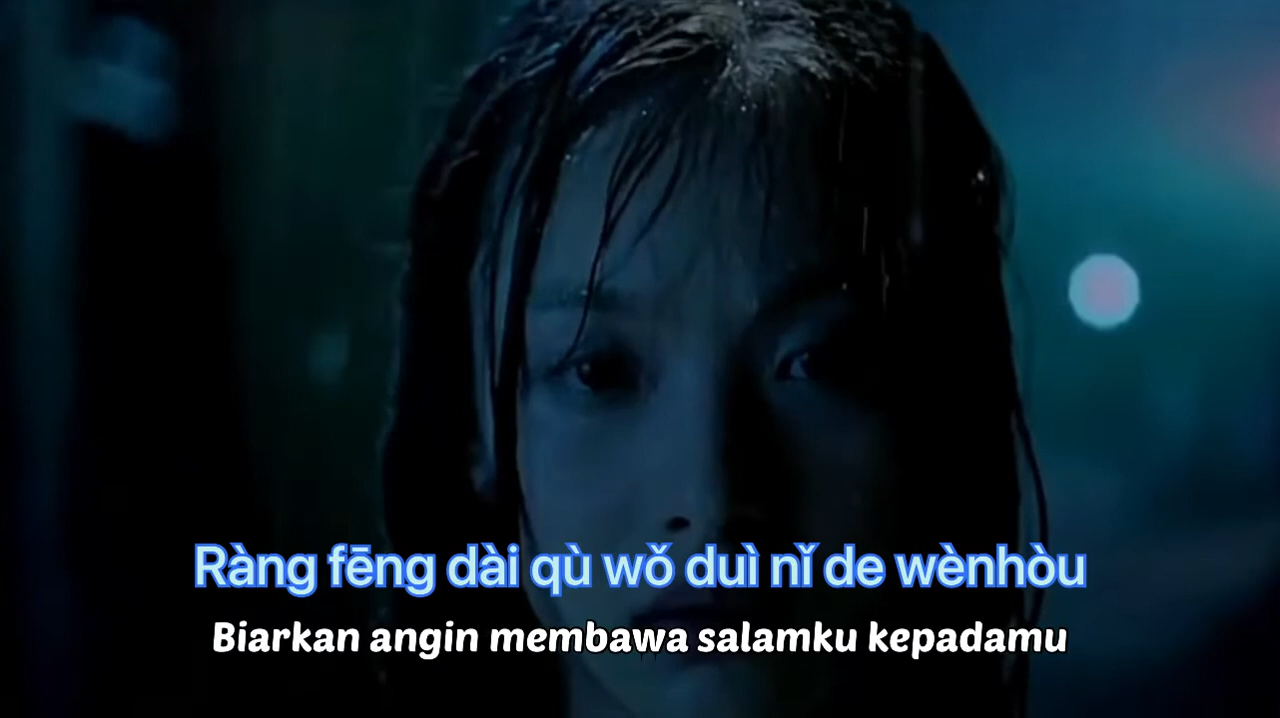 Ràng fēng dài qù wǒ duì nǐ de wènhòu
Biarkan angin membawa salamku kepadamu